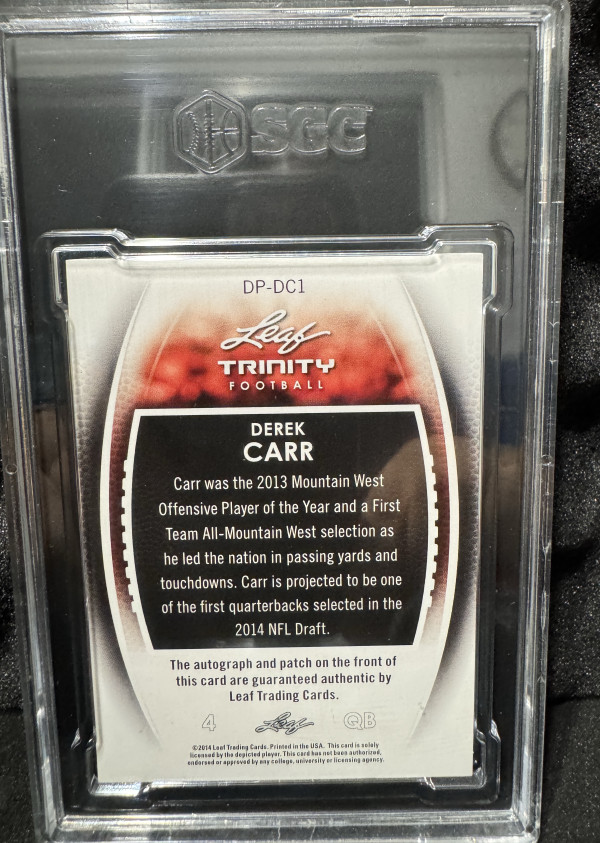 SGC
DP-DC1
Leaf
TRINITY
FOOTBALL
DEREK
CARR
Carr was the 2013 Mountain West
Offensive Player of the Year and a First
Team All-Mountain West selection as
he led the nation in passing yards and
touchdowns. Carr is projected to be one
of the first quarterbacks selected in the
2014 NFL Draft.
The autograph and patch on the front of
this card are guaranteed authentic by
Leaf Trading Cards.
4 Leaf QB
©2014 Leaf Trading Cards. Printed in the USA. This card is solely
licensed by the depicted player. This card has not been authorized,
endorsed or approved by any college, university or licensing agency.